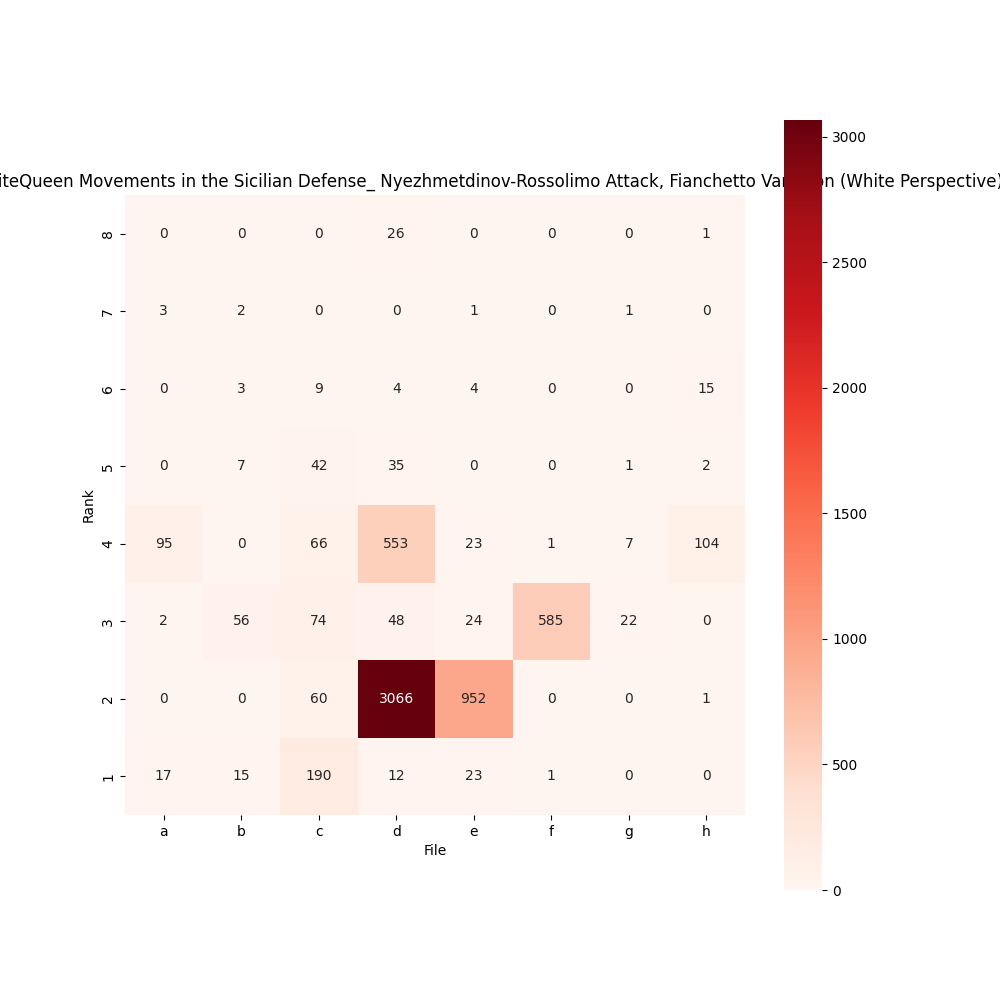 iteQueen Movements in the Sicilian Defense_ Nyezhmetdinov-Rossolimo Attack, Fianchetto Va on (White Perspective)
8 0 0 0 26 0 0 0 1
7 3 2 0 0 1 0 1 0
6 0 3 9 4 4 0 0 15
5 0 7 42 35 0 0 1 2
4 95 0 66 553 23 1 7 104
3 2 56 74 48 24 585 22 0
2 0 0 60 3066 952 0 0 1
1 17 15 190 12 23 1 0 0
a b c d e f g h
File
Rank
3000
2500
2000
1500
1000
500
0